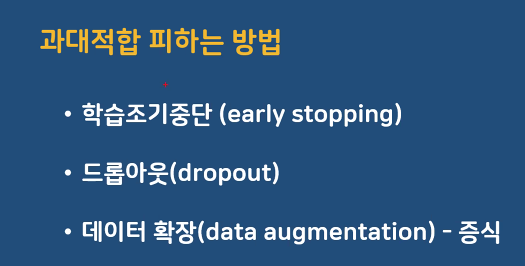 과대적합 피하는 방법
• 학습조기중단 (early stopping)
• 드롭아웃(dropout)
• 데이터 확장(data augmentation) - 증식